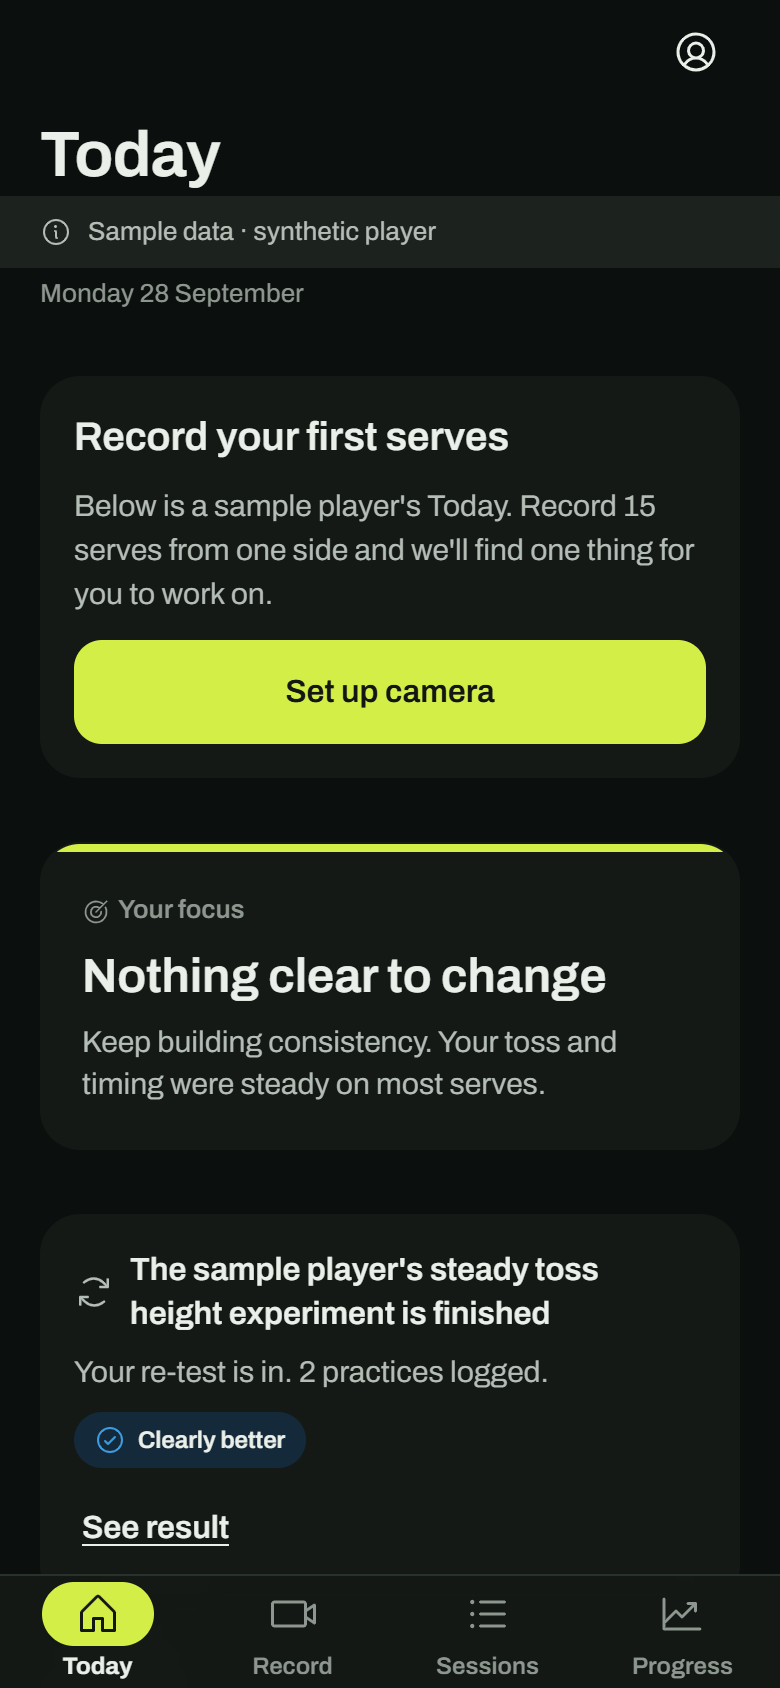 Today
Sample data · synthetic player
Monday 28 September
Record your first serves
Below is a sample player's Today. Record 15
serves from one side and we'll find one thing for
you to work on.
Set up camera
Your focus
Nothing clear to change
Keep building consistency. Your toss and
timing were steady on most serves.
The sample player's steady toss
height experiment is finished
Your re-test is in. 2 practices logged.
Clearly better
See result
Today
Record
Sessions
Progress